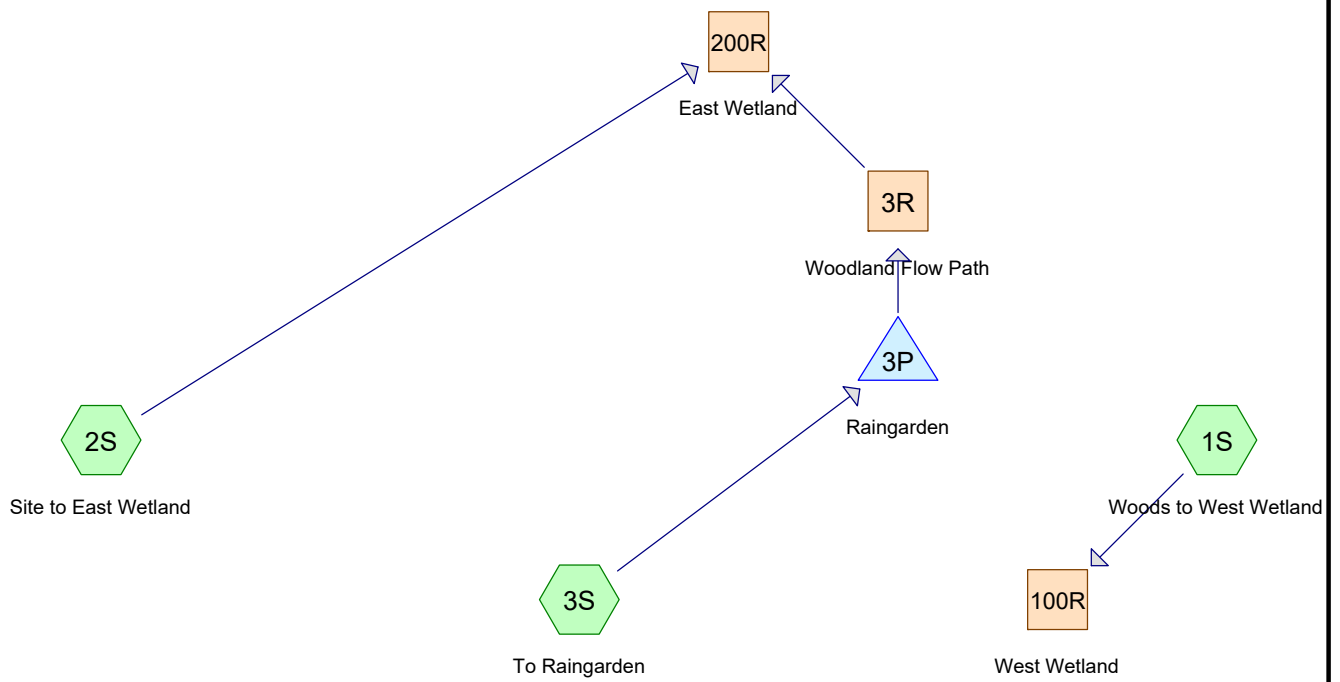 200R
East Wetland
3R
Woodland Flow Path
3P
Raingarden
2S
Site to East Wetland
1S
Woods to West Wetland
3S
To Raingarden
100R
West Wetland